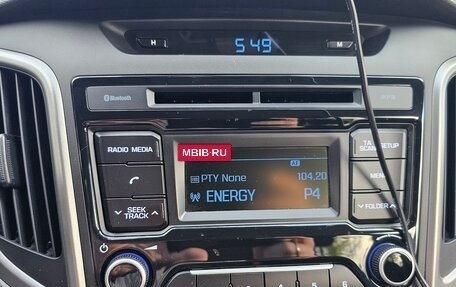 H
5:49
M
Bluetooth
RADIO MEDIA
MBIB·RU
TA
SCAN SETUP
AF
PTY None 104.20
MENU
ENERGY P4
SEEK
TRACK
FOLDER